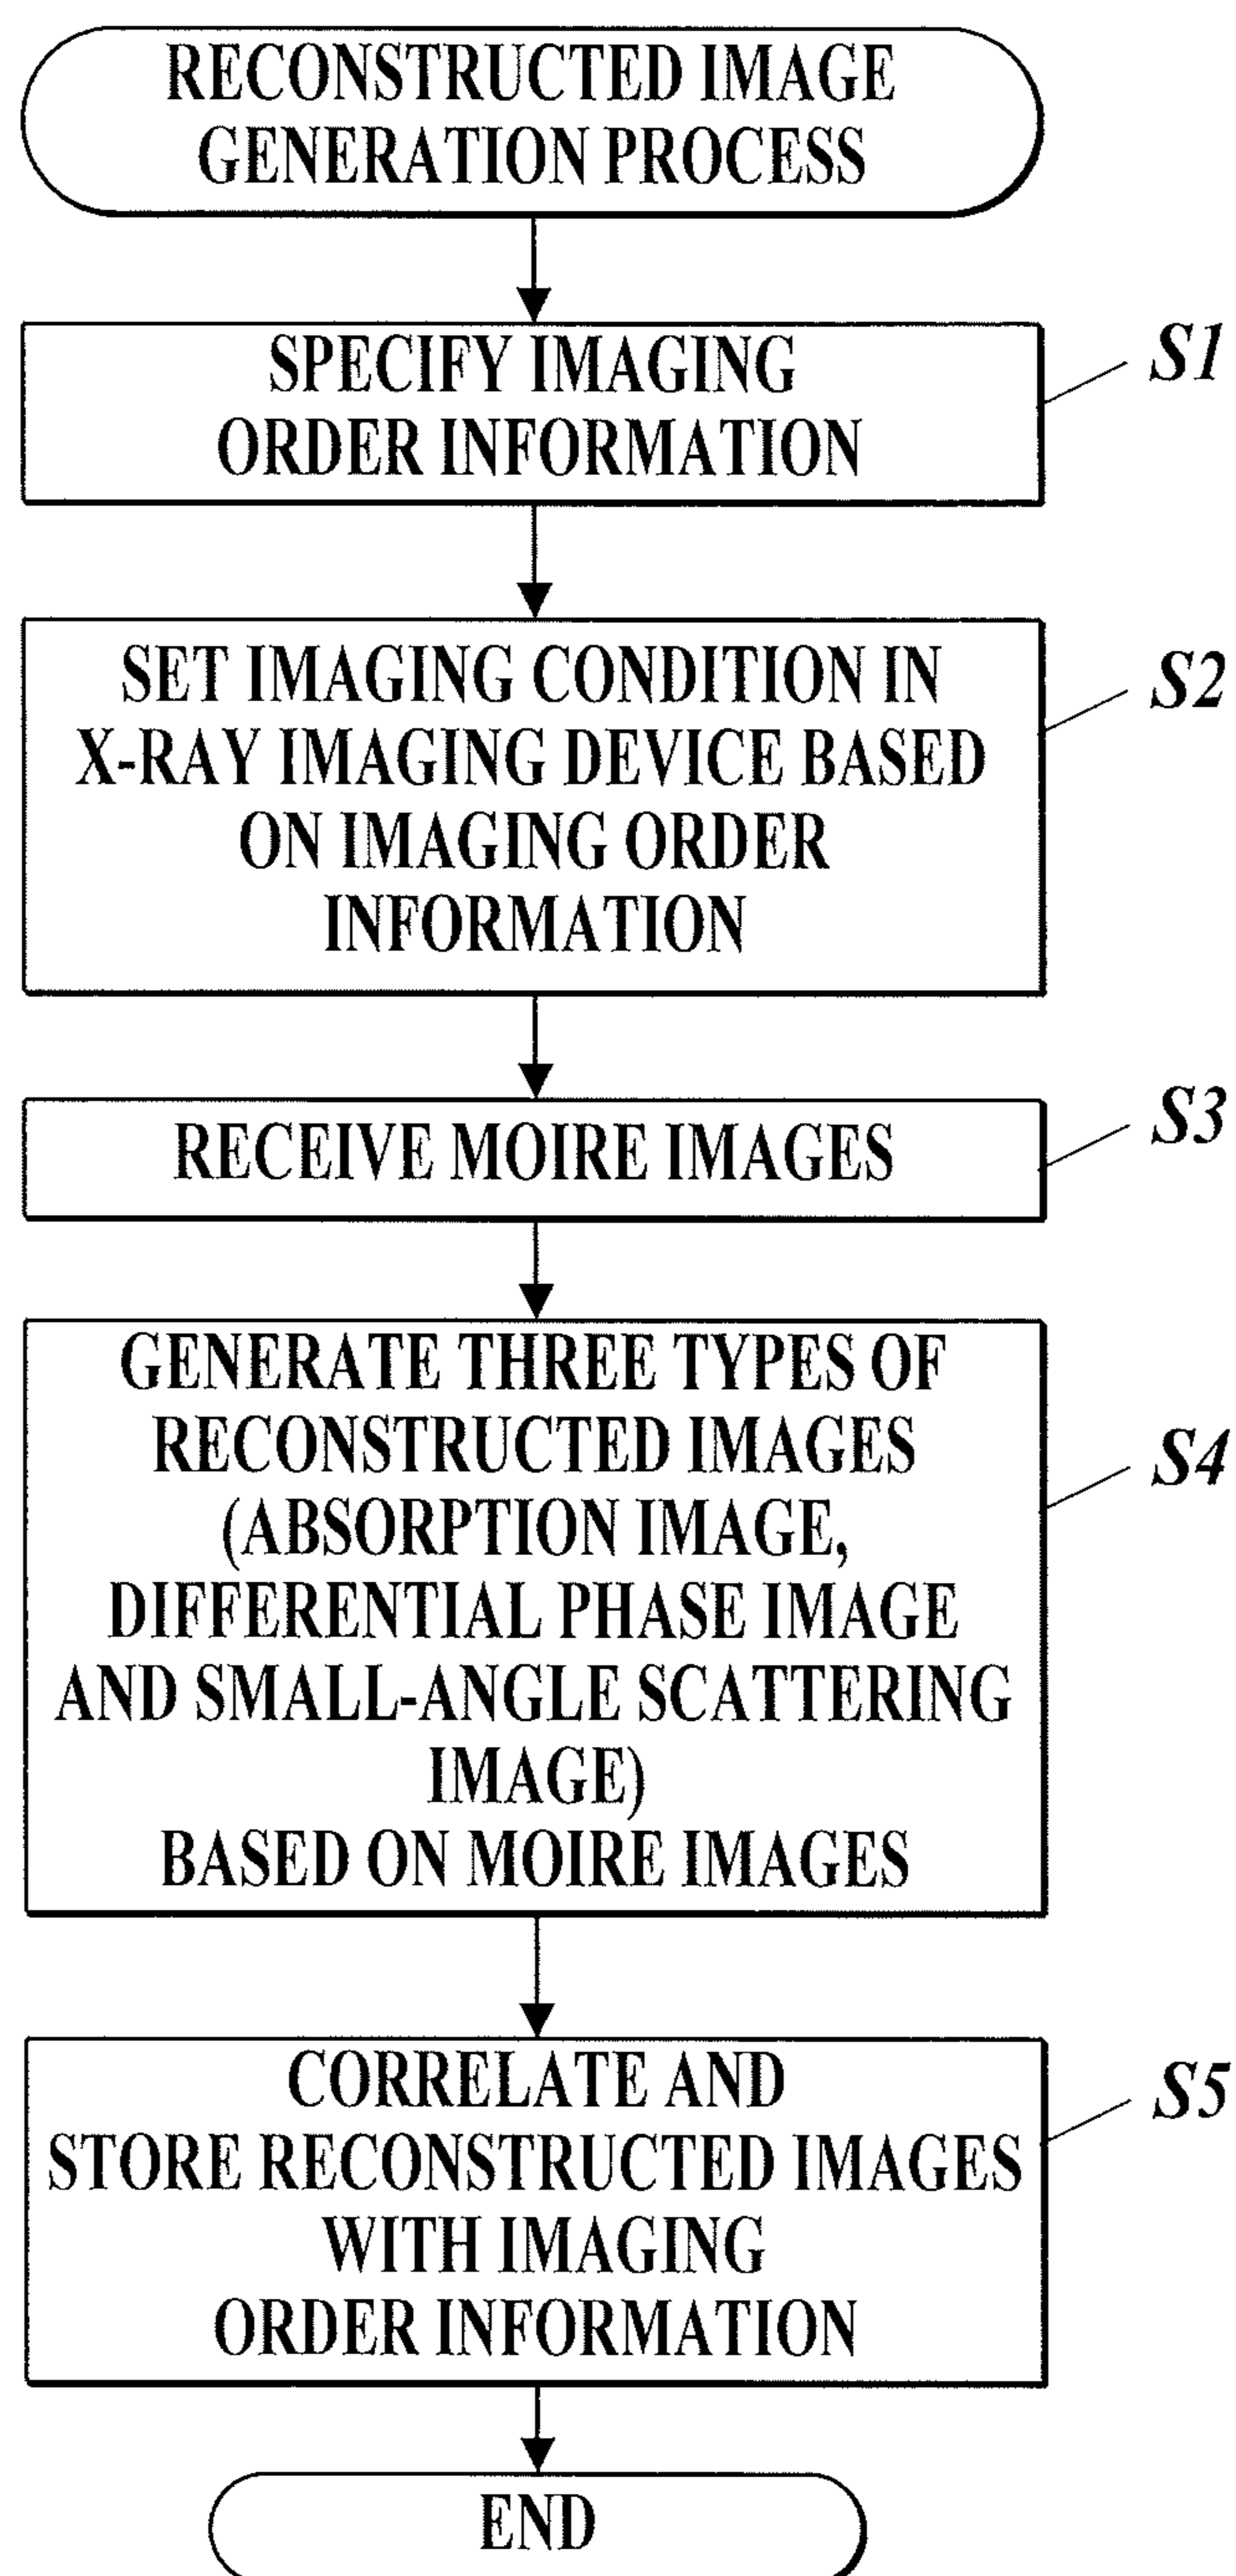 RECONSTRUCTED IMAGE
GENERATION PROCESS
SPECIFY IMAGING
ORDER INFORMATION
S1
SET IMAGING CONDITION IN
X-RAY IMAGING DEVICE BASED
ON IMAGING ORDER
INFORMATION
S2
RECEIVE MOIRE IMAGES
S3
GENERATE THREE TYPES OF
RECONSTRUCTED IMAGES
(ABSORPTION IMAGE,
DIFFERENTIAL PHASE IMAGE
AND SMALL-ANGLE SCATTERING
IMAGE)
BASED ON MOIRE IMAGES
S4
CORRELATE AND
STORE RECONSTRUCTED IMAGES
WITH IMAGING
ORDER INFORMATION
S5
END